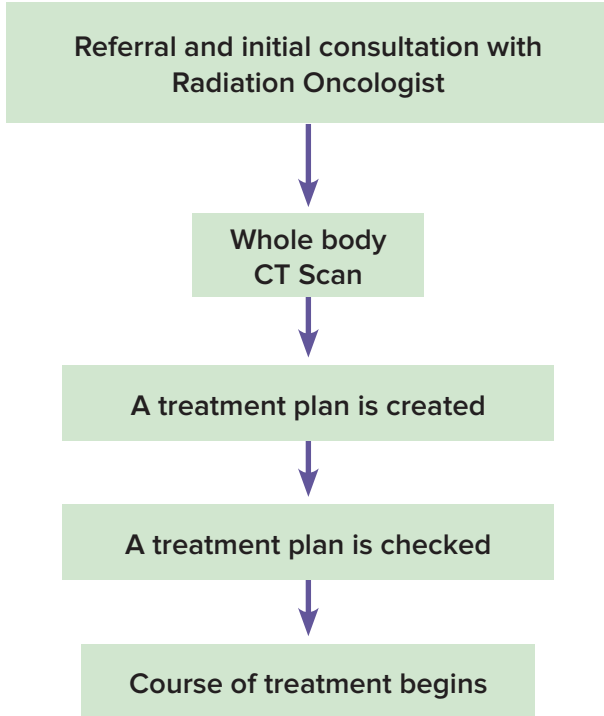 Referral and initial consultation with
Radiation Oncologist
Whole body
CT Scan
A treatment plan is created
A treatment plan is checked
Course of treatment begins